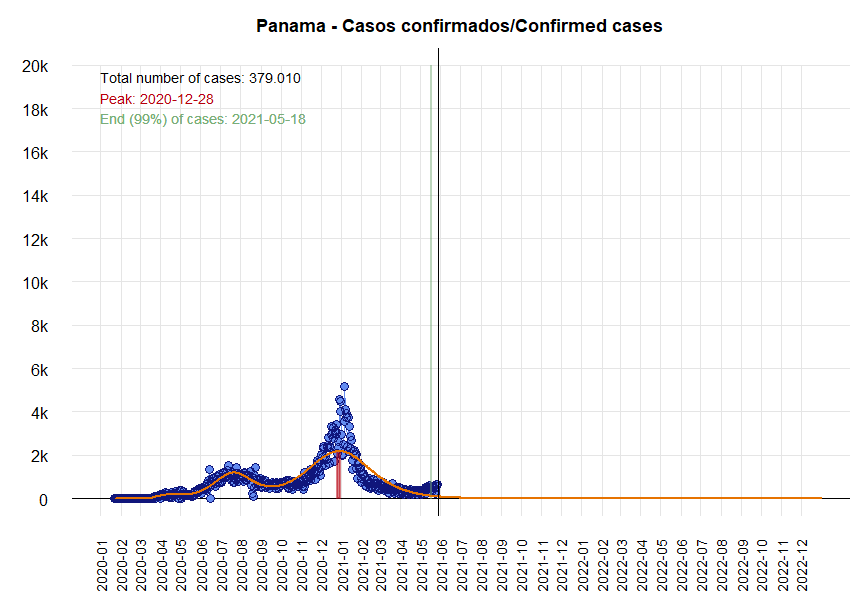 Panama - Casos confirmados/Confirmed cases
Total number of cases: 379.010
Peak: 2020-12-28
End (99%) of cases: 2021-05-18
20k
18k
16k
14k
12k
10k
8k
6k
4k
2k
0
2020-01
2020-02
2020-03
2020-04
2020-05
2020-06
2020-07
2020-08
2020-09
2020-10
2020-11
2020-12
2021-01
2021-02
2021-03
2021-04
2021-05
2021-06
2021-07
2021-08
2021-09
2021-10
2021-11
2021-12
2022-01
2022-02
2022-03
2022-04
2022-05
2022-06
2022-07
2022-08
2022-09
2022-10
2022-11
2022-12